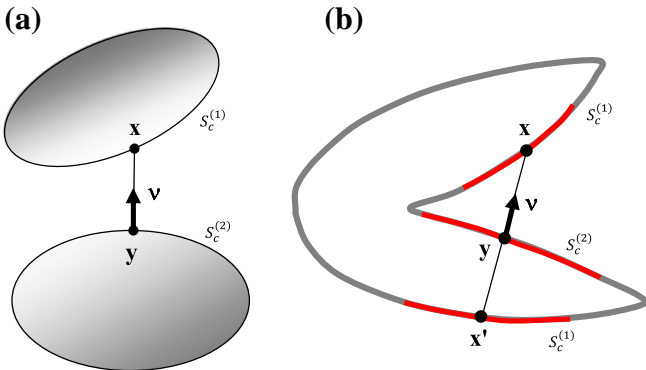 (a)
S_c^{(1)}
x
ν
S_c^{(2)}
y
(b)
S_c^{(1)}
x
ν
y
S_c^{(2)}
x'
S_c^{(1)}